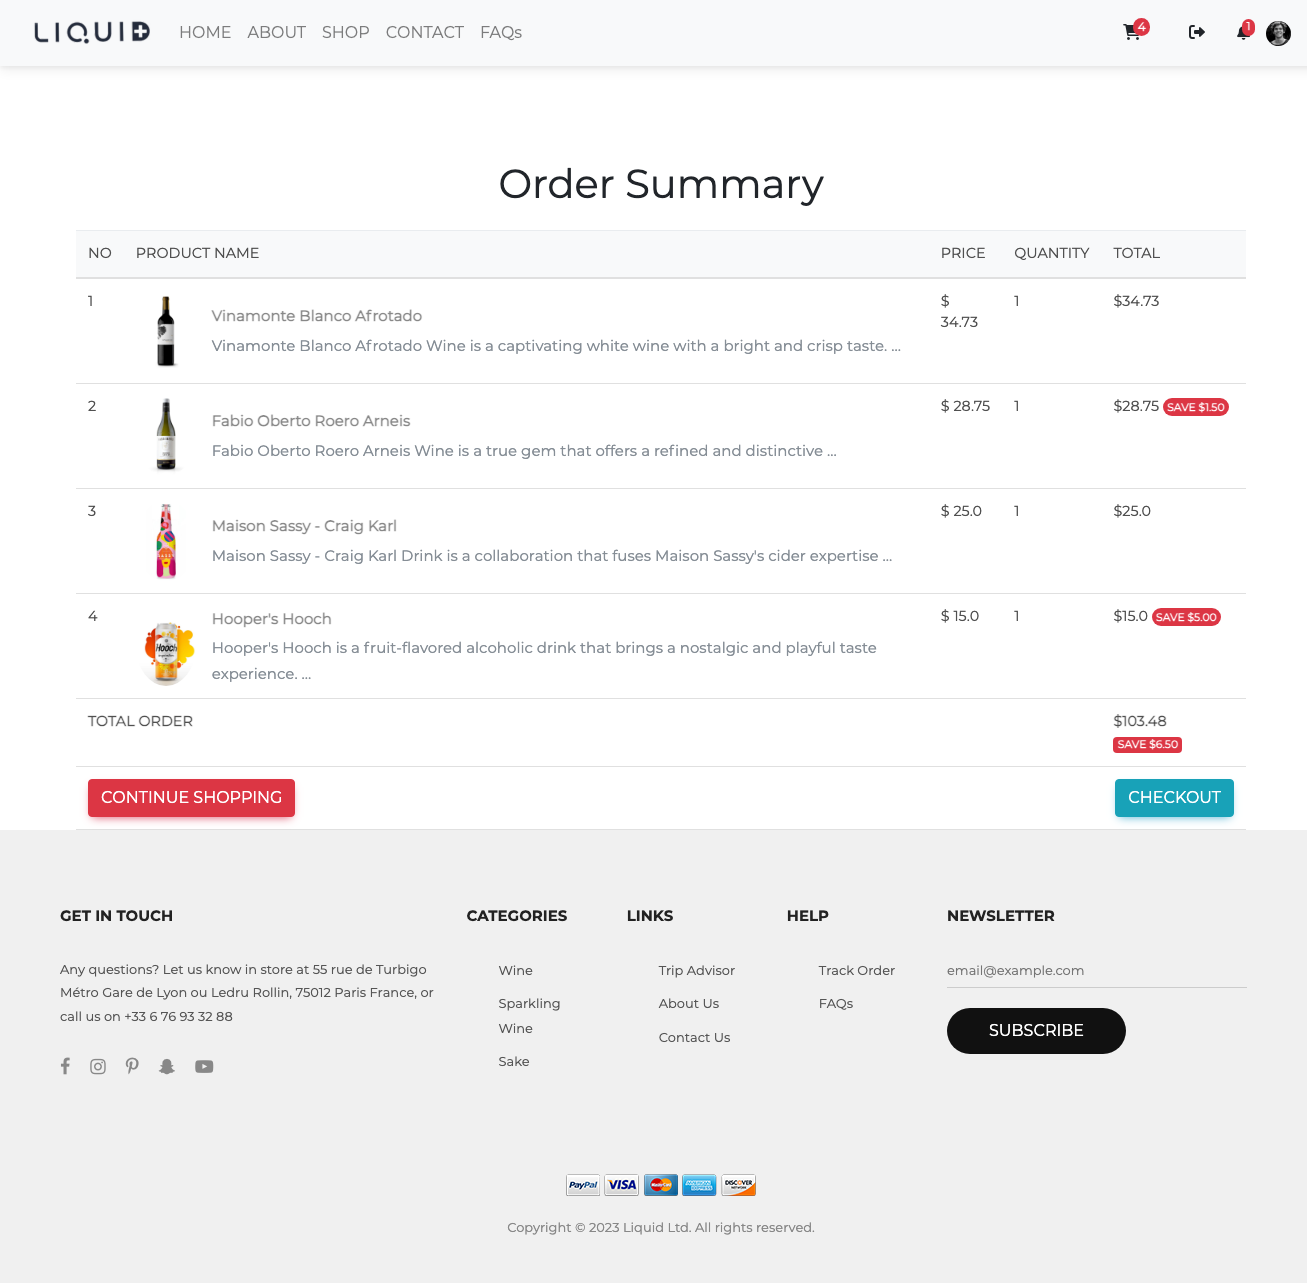 LIQUID HOME ABOUT SHOP CONTACT FAQs 4 1
Order Summary
NO PRODUCT NAME PRICE QUANTITY TOTAL
1 Vinamonte Blanco Afrotado $ 34.73 1 $34.73
Vinamonte Blanco Afrotado Wine is a captivating white wine with a bright and crisp taste. ...
2 Fabio Oberto Roero Arneis $ 28.75 1 $28.75 SAVE $1.50
Fabio Oberto Roero Arneis Wine is a true gem that offers a refined and distinctive ...
3 Maison Sassy - Craig Karl $ 25.0 1 $25.0
Maison Sassy - Craig Karl Drink is a collaboration that fuses Maison Sassy's cider expertise ...
4 Hooper's Hooch $ 15.0 1 $15.0 SAVE $5.00
Hooch
Hooper's Hooch is a fruit-flavored alcoholic drink that brings a nostalgic and playful taste
experience. ...
TOTAL ORDER $103.48
SAVE $6.50
CONTINUE SHOPPING CHECKOUT
GET IN TOUCH
Any questions? Let us know in store at 55 rue de Turbigo
Métro Gare de Lyon ou Ledru Rollin, 75012 Paris France, or
call us on +33 6 76 93 32 88
CATEGORIES
Wine
Sparkling
Wine
Sake
LINKS
Trip Advisor
About Us
Contact Us
HELP
Track Order
FAQs
NEWSLETTER
email@example.com
SUBSCRIBE
PayPal VISA MasterCard AMERICAN EXPRESS DISCOVER NETWORK
Copyright © 2023 Liquid Ltd. All rights reserved.